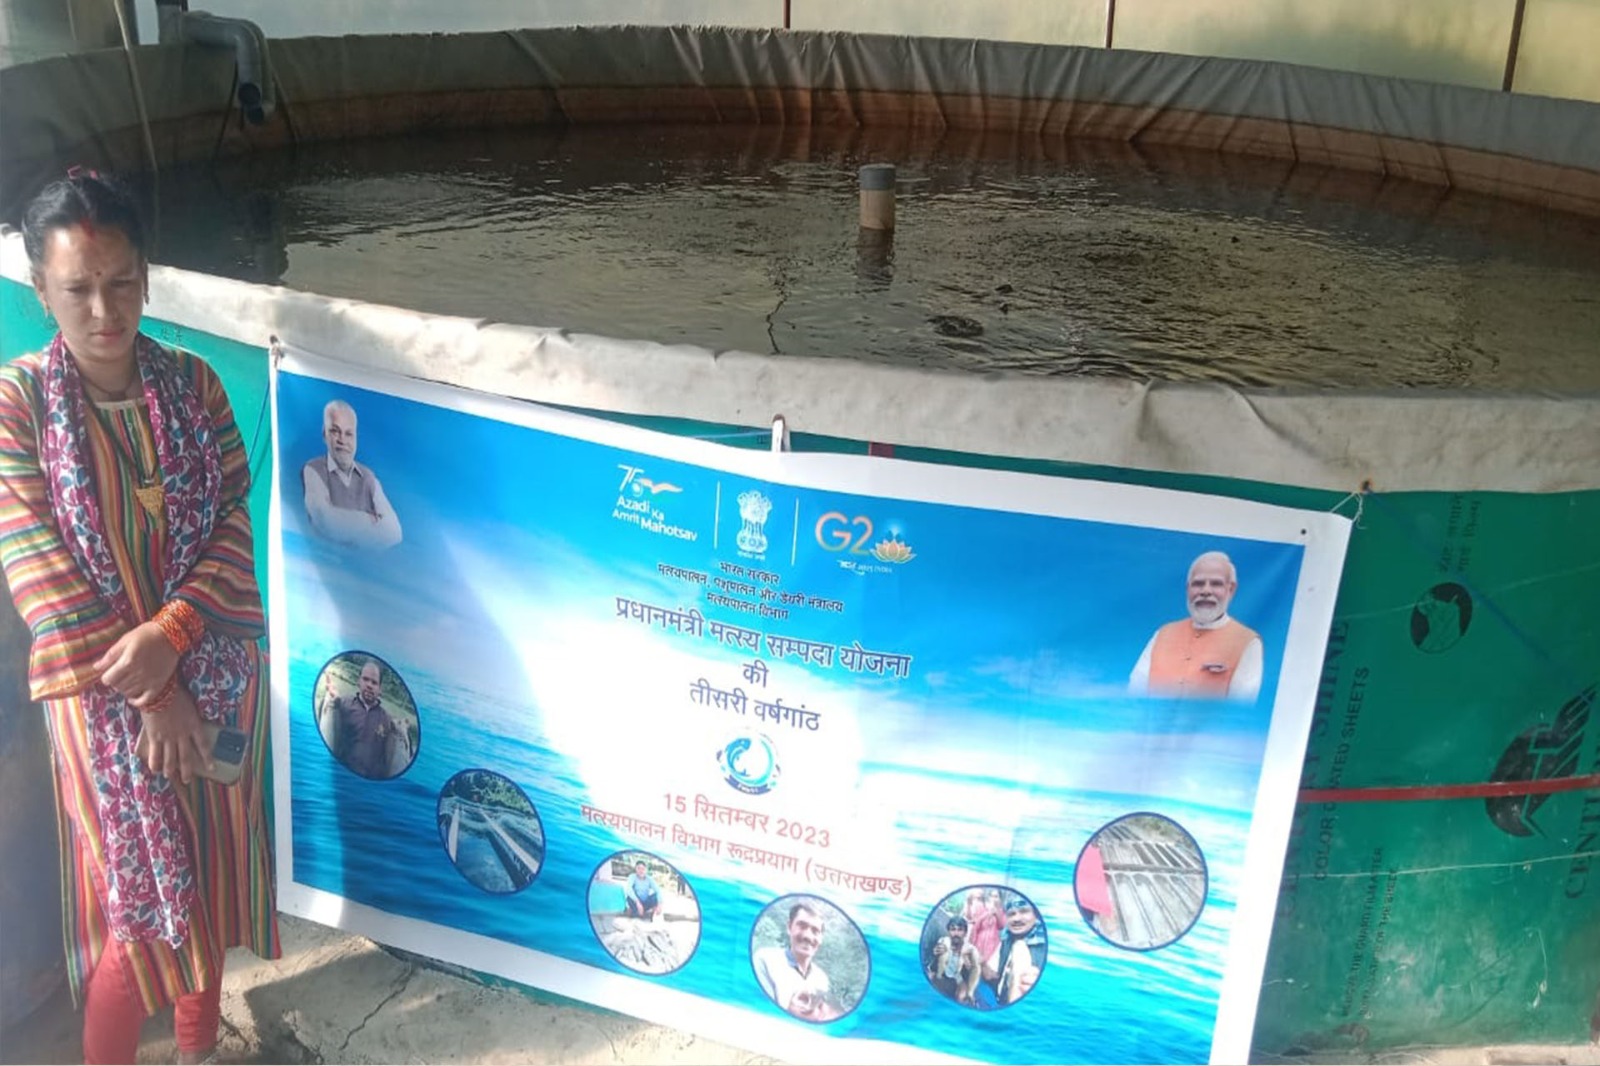 75
Azadi Ka
Amrit Mahotsav
G20
भारत सरकार
मत्स्यपालन, पशुपालन और डेयरी मंत्रालय
मत्स्यपालन विभाग
प्रधानमंत्री मत्स्य सम्पदा योजना
की
तीसरी वर्षगांठ
15 सितम्बर 2023
मत्स्यपालन विभाग रूद्रप्रयाग (उत्तराखण्ड)
COLOR COATED SHEETS